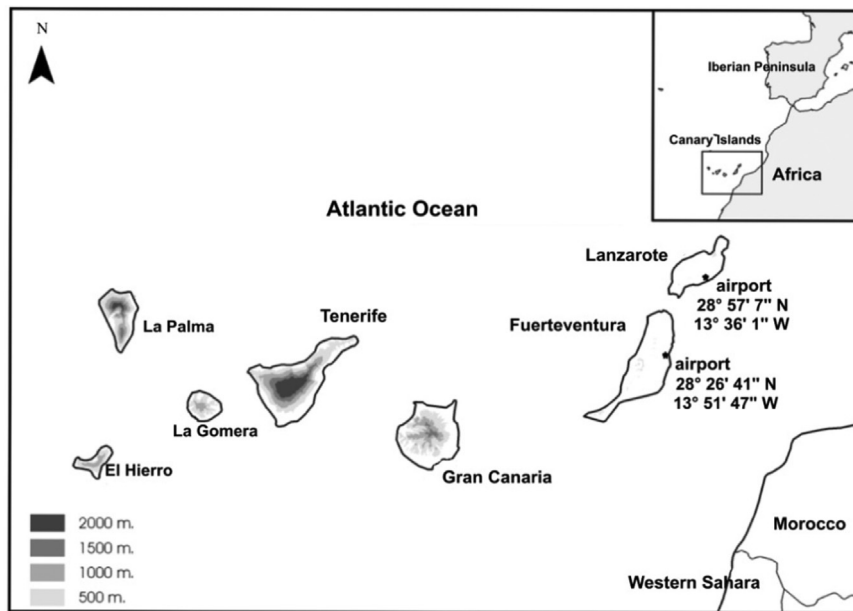 N
Iberian Peninsula
Canary Islands
Africa
Atlantic Ocean
Lanzarote
airport
28° 57' 7" N
13° 36' 1" W
La Palma
Tenerife
Fuerteventura
airport
28° 26' 41" N
13° 51' 47" W
La Gomera
El Hierro
Gran Canaria
Morocco
Western Sahara
2000 m.
1500 m.
1000 m.
500 m.